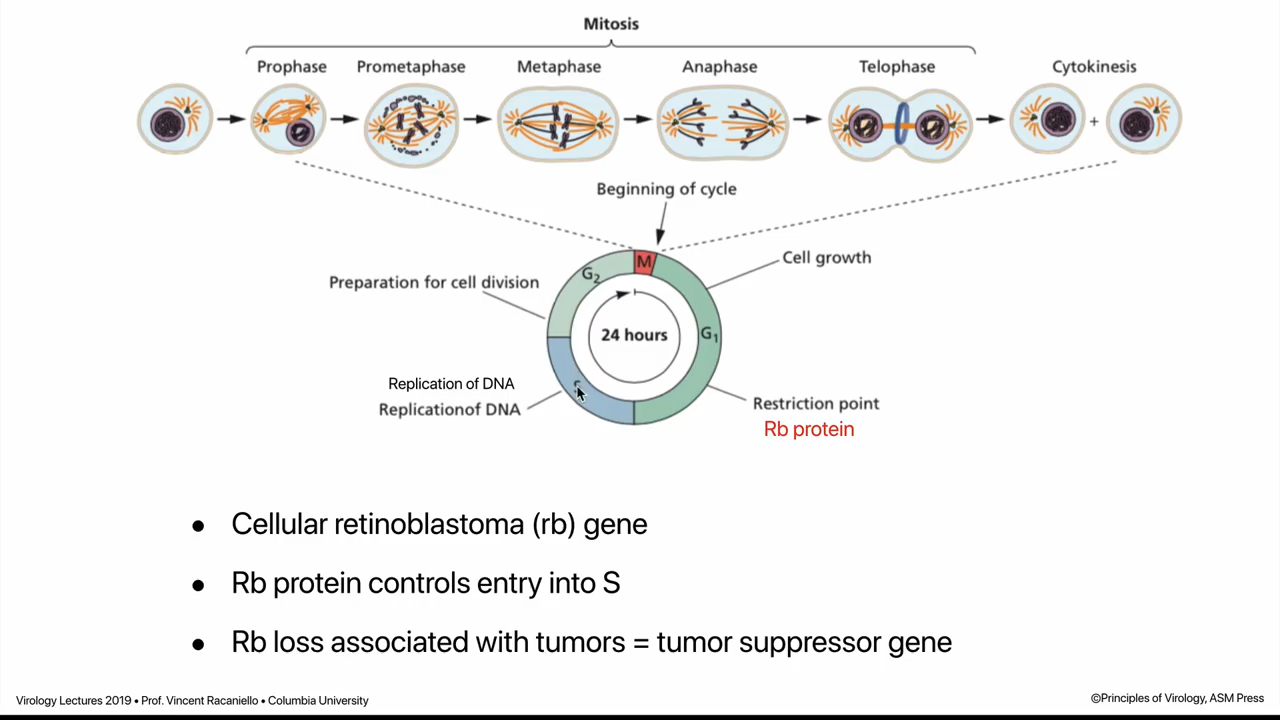 Mitosis
Prophase Prometaphase Metaphase Anaphase Telophase Cytokinesis
+
Beginning of cycle
M
G2
Cell growth
Preparation for cell division
24 hours
G1
Replication of DNA
Replicationof DNA
Restriction point
Rb protein
• Cellular retinoblastoma (rb) gene
• Rb protein controls entry into S
• Rb loss associated with tumors = tumor suppressor gene
Virology Lectures 2019 • Prof. Vincent Racaniello • Columbia University
©Principles of Virology, ASM Press